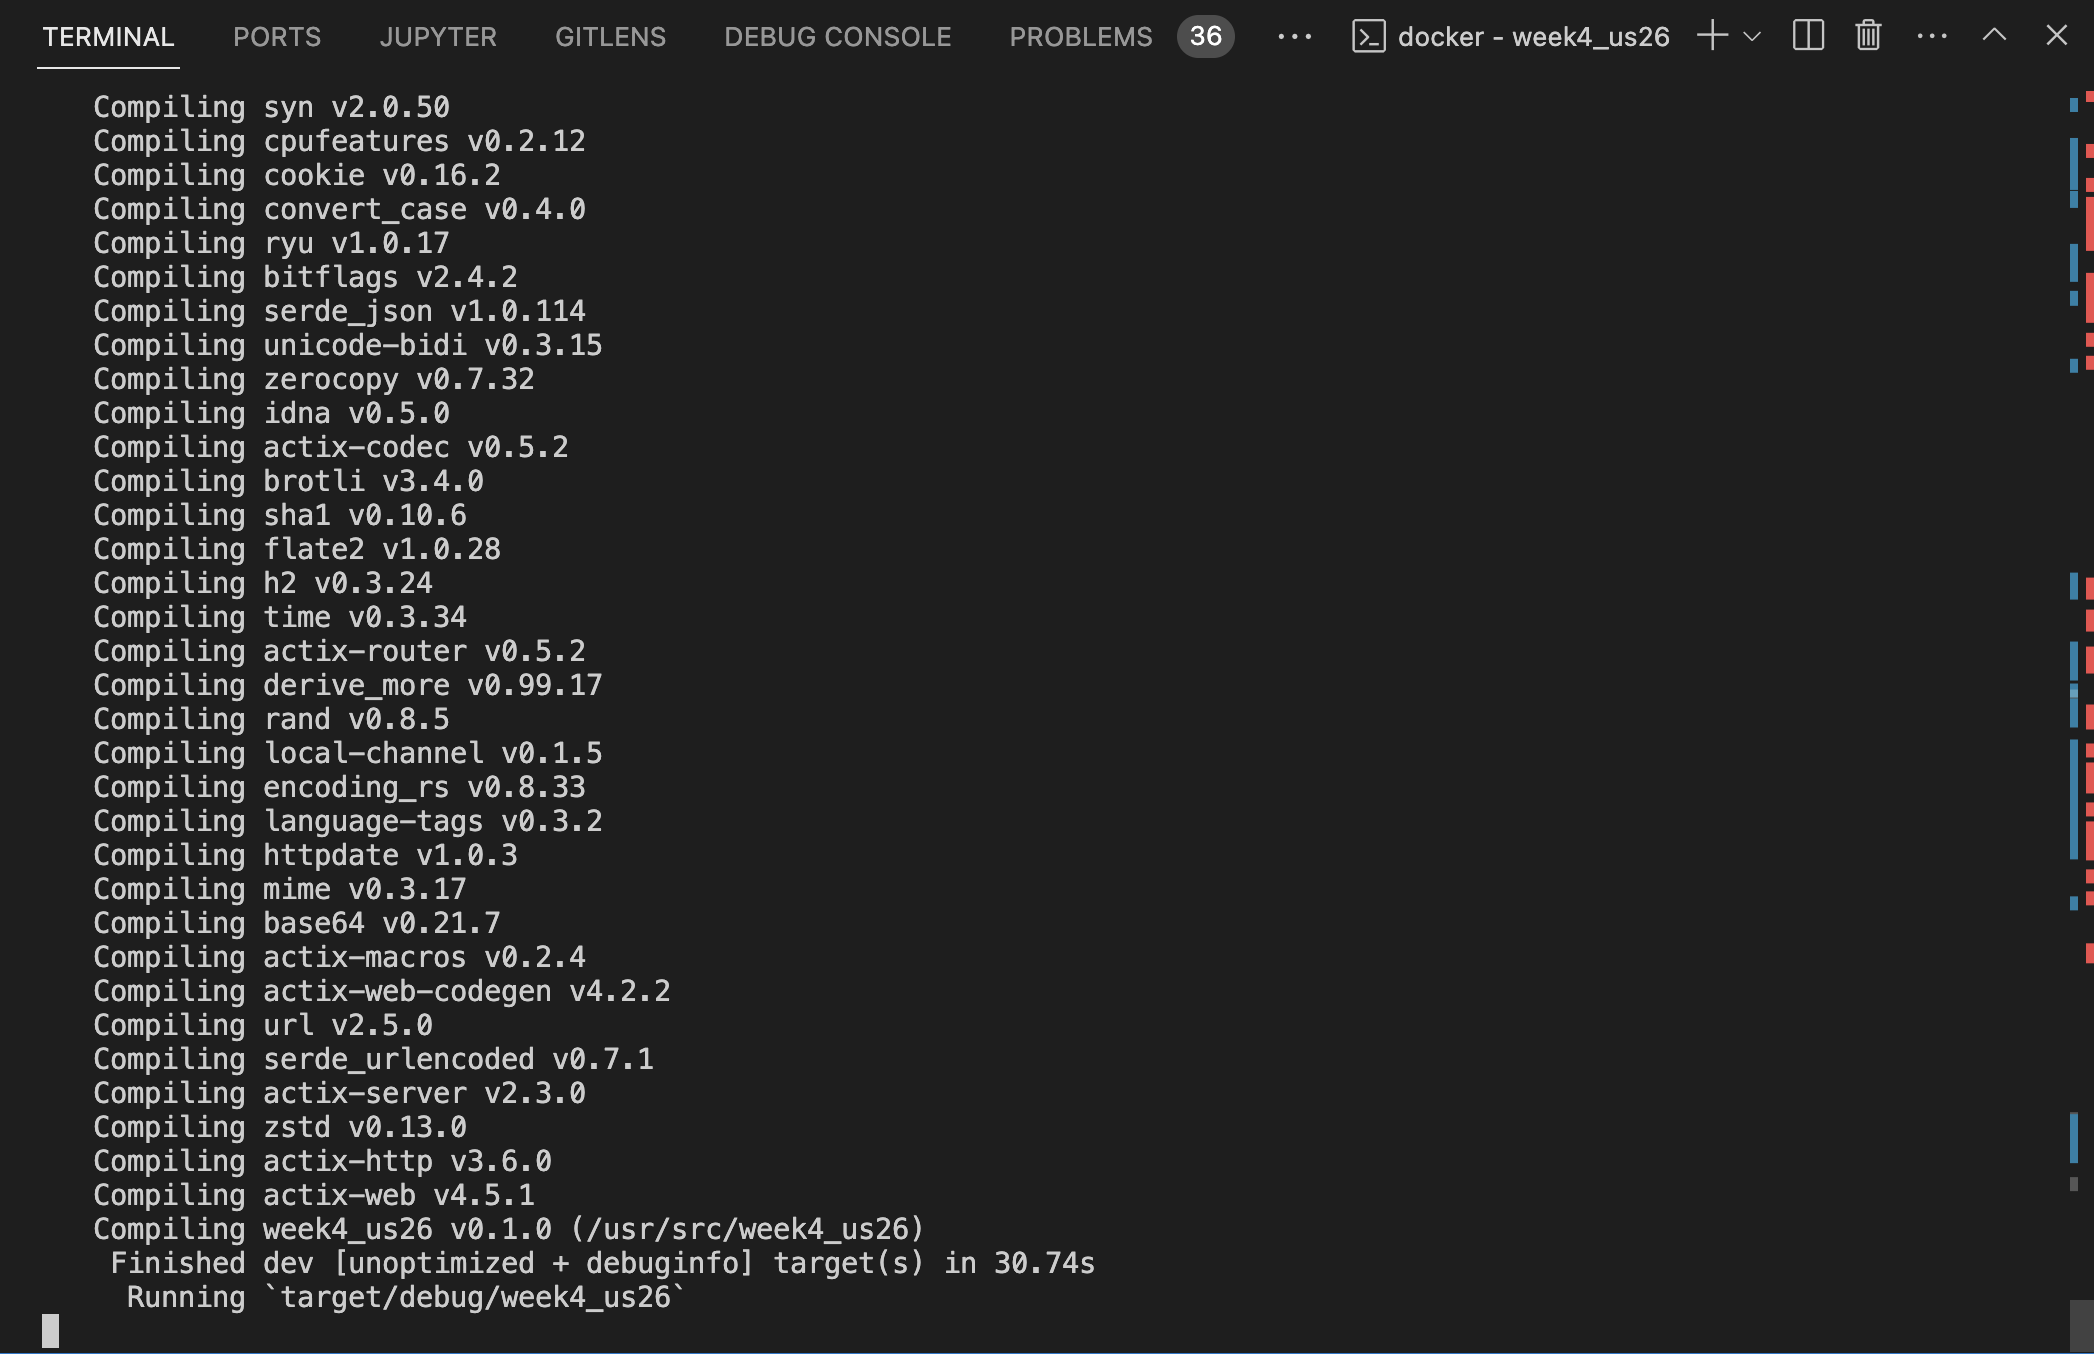 TERMINAL PORTS JUPYTER GITLENS DEBUG CONSOLE PROBLEMS 36 ··· docker - week4_us26 ···
Compiling syn v2.0.50
Compiling cpufeatures v0.2.12
Compiling cookie v0.16.2
Compiling convert_case v0.4.0
Compiling ryu v1.0.17
Compiling bitflags v2.4.2
Compiling serde_json v1.0.114
Compiling unicode-bidi v0.3.15
Compiling zerocopy v0.7.32
Compiling idna v0.5.0
Compiling actix-codec v0.5.2
Compiling brotli v3.4.0
Compiling sha1 v0.10.6
Compiling flate2 v1.0.28
Compiling h2 v0.3.24
Compiling time v0.3.34
Compiling actix-router v0.5.2
Compiling derive_more v0.99.17
Compiling rand v0.8.5
Compiling local-channel v0.1.5
Compiling encoding_rs v0.8.33
Compiling language-tags v0.3.2
Compiling httpdate v1.0.3
Compiling mime v0.3.17
Compiling base64 v0.21.7
Compiling actix-macros v0.2.4
Compiling actix-web-codegen v4.2.2
Compiling url v2.5.0
Compiling serde_urlencoded v0.7.1
Compiling actix-server v2.3.0
Compiling zstd v0.13.0
Compiling actix-http v3.6.0
Compiling actix-web v4.5.1
Compiling week4_us26 v0.1.0 (/usr/src/week4_us26)
Finished dev [unoptimized + debuginfo] target(s) in 30.74s
Running `target/debug/week4_us26`